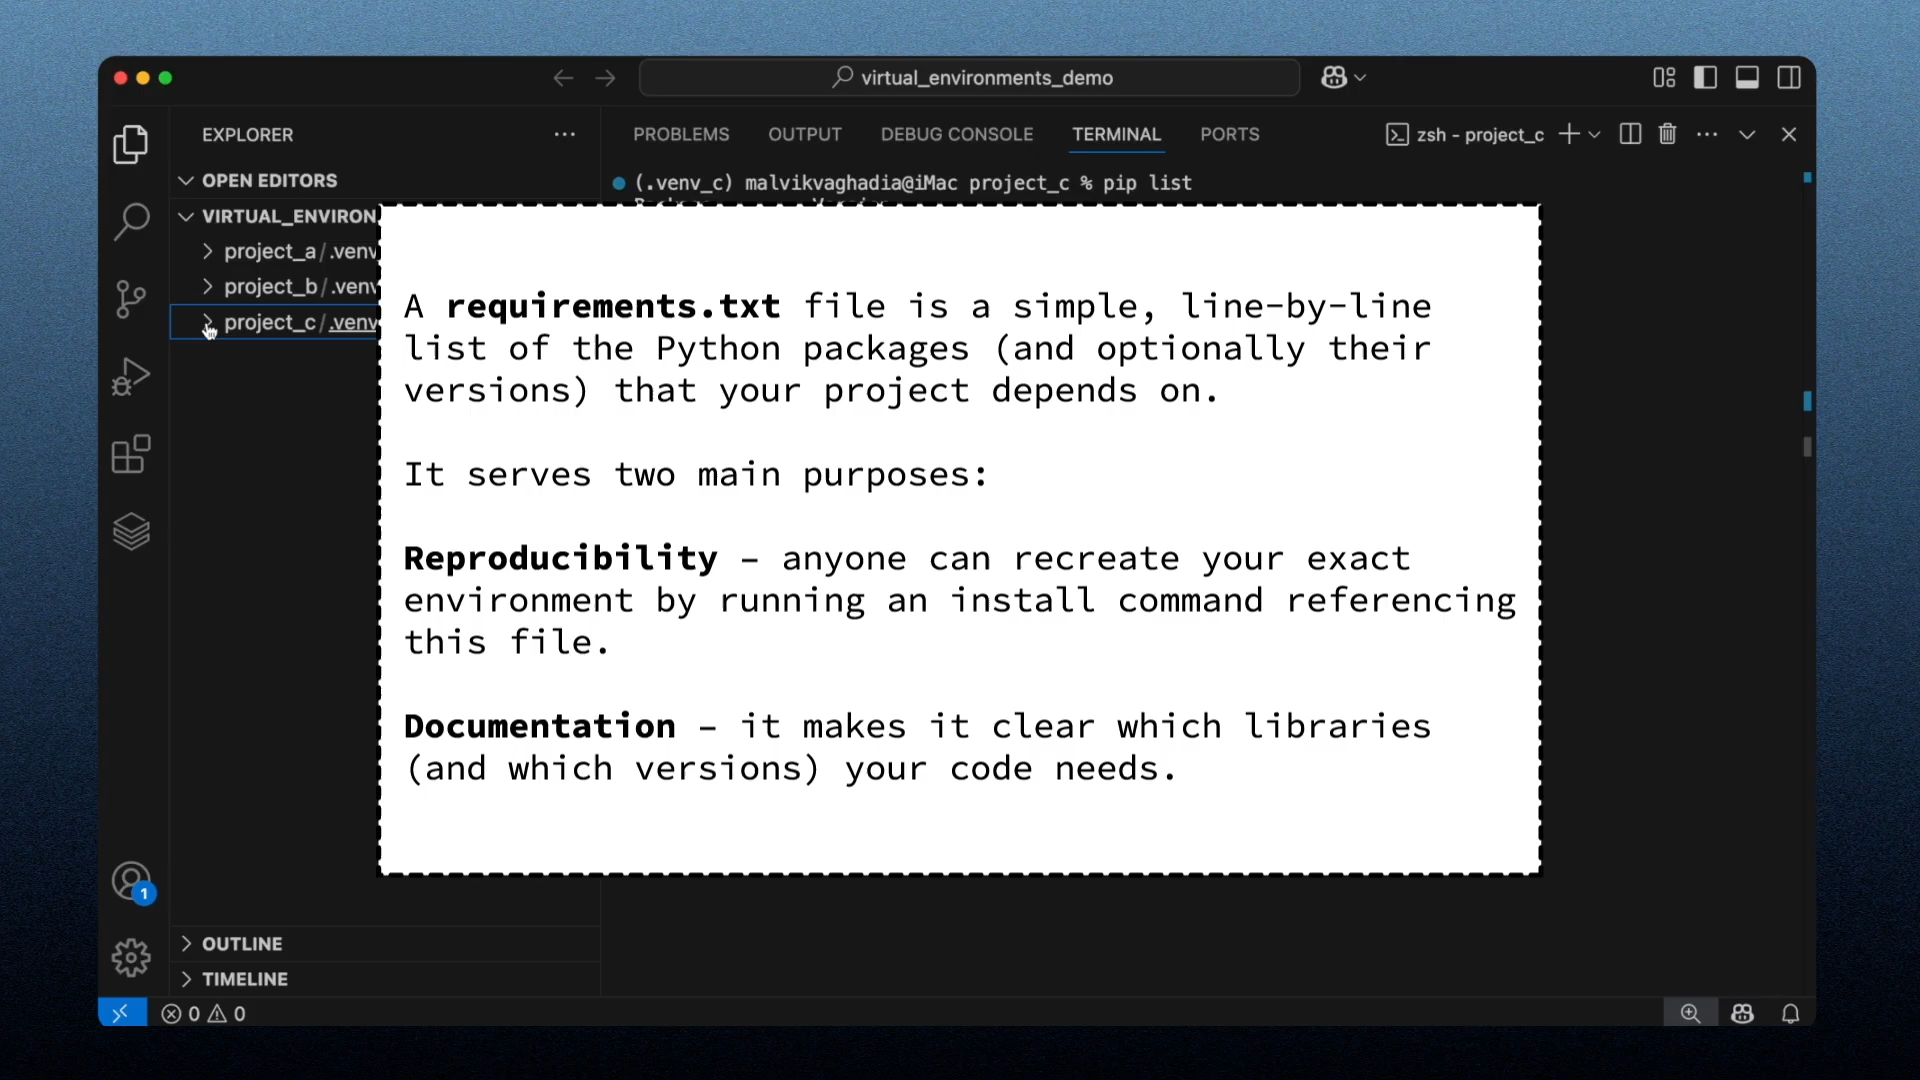 virtual_environments_demo
EXPLORER
PROBLEMS OUTPUT DEBUG CONSOLE TERMINAL PORTS
zsh - project_c
OPEN EDITORS
(.venv_c) malvikvaghadia@iMac project_c % pip list
VIRTUAL_ENVIRON
project_a / .venv
project_b / .venv
project_c / .venv
A requirements.txt file is a simple, line-by-line
list of the Python packages (and optionally their
versions) that your project depends on.
It serves two main purposes:
Reproducibility – anyone can recreate your exact
environment by running an install command referencing
this file.
Documentation – it makes it clear which libraries
(and which versions) your code needs.
1
OUTLINE
TIMELINE
0 0